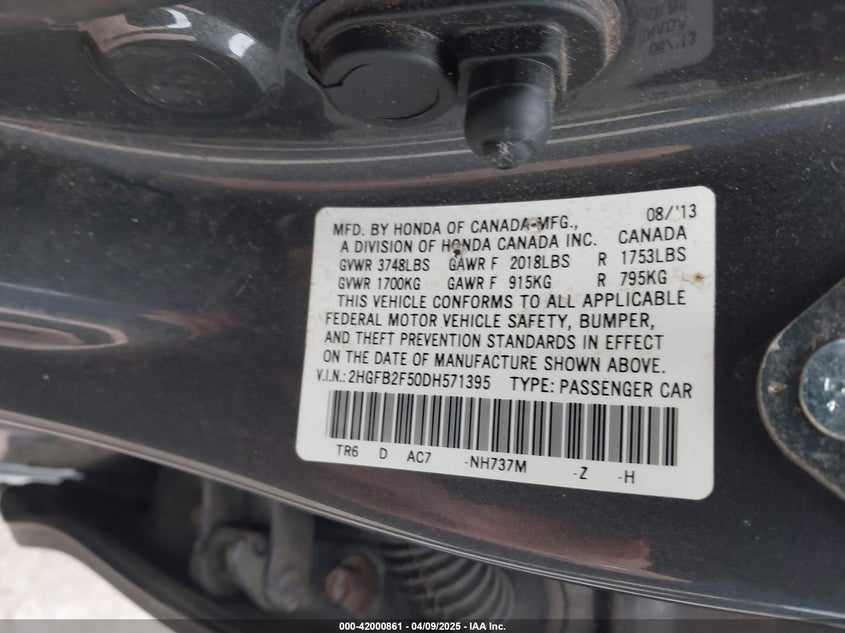 MFD. BY HONDA OF CANADA MFG., 08/'13
A DIVISION OF HONDA CANADA INC. CANADA
GVWR 3748LBS GAWR F 2018LBS R 1753LBS
GVWR 1700KG GAWR F 915KG R 795KG
THIS VEHICLE CONFORMS TO ALL APPLICABLE
FEDERAL MOTOR VEHICLE SAFETY, BUMPER,
AND THEFT PREVENTION STANDARDS IN EFFECT
ON THE DATE OF MANUFACTURE SHOWN ABOVE.
V.I.N.: 2HGFB2F50DH571395 TYPE: PASSENGER CAR
TR6 D AC7 -NH737M -Z -H
000-42000861 / 04/09/2025 - IAA Inc.